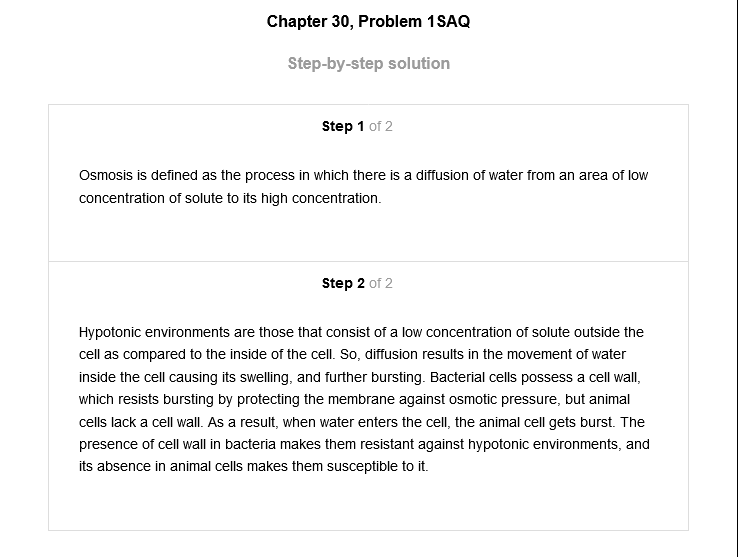 Chapter 30, Problem 1SAQ
Step-by-step solution
Step 1 of 2
Osmosis is defined as the process in which there is a diffusion of water from an area of low
concentration of solute to its high concentration.
Step 2 of 2
Hypotonic environments are those that consist of a low concentration of solute outside the
cell as compared to the inside of the cell. So, diffusion results in the movement of water
inside the cell causing its swelling, and further bursting. Bacterial cells possess a cell wall,
which resists bursting by protecting the membrane against osmotic pressure, but animal
cells lack a cell wall. As a result, when water enters the cell, the animal cell gets burst. The
presence of cell wall in bacteria makes them resistant against hypotonic environments, and
its absence in animal cells makes them susceptible to it.